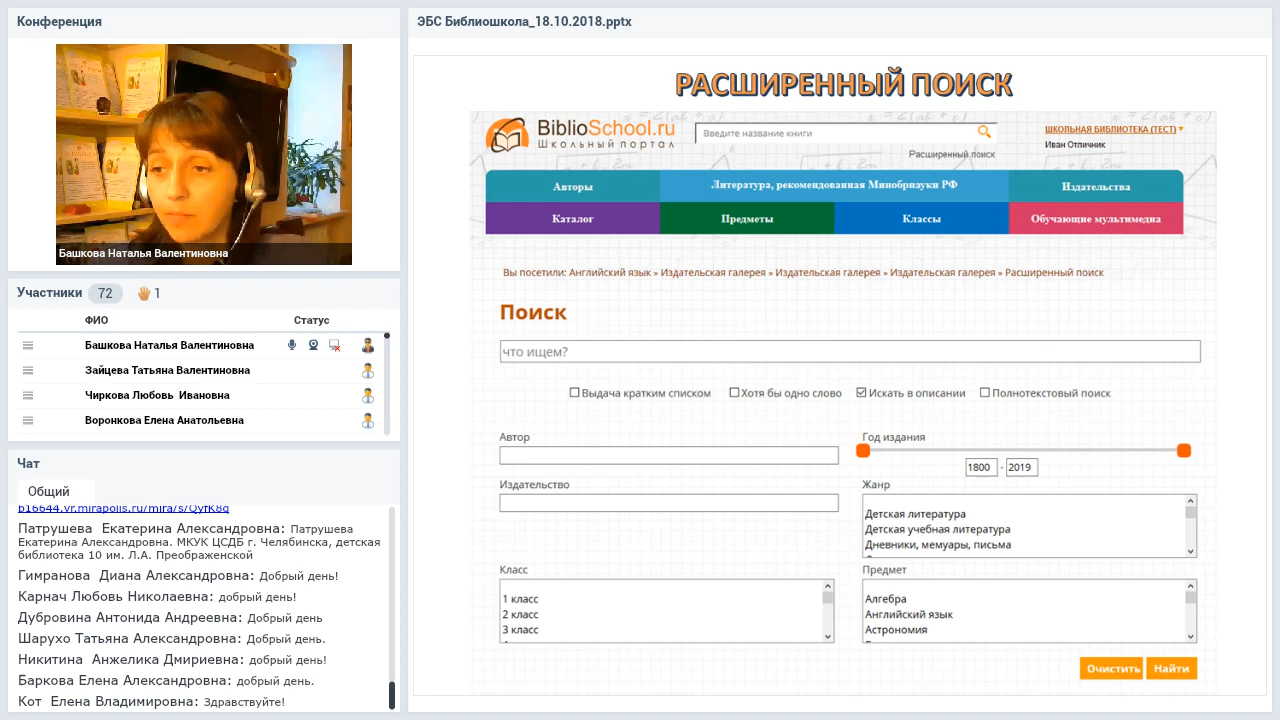 Конференция
Башкова Наталья Валентиновна
Участники 72 1
ФИО Статус
Башкова Наталья Валентиновна
Зайцева Татьяна Валентиновна
Чиркова Любовь Ивановна
Воронкова Елена Анатольевна
Чат
Общий
b16644.vr.mirapolis.ru/mira/s/QyfK8q
Патрушева Екатерина Александровна: Патрушева
Екатерина Александровна. МКУК ЦСДБ г. Челябинска, детская
библиотека 10 им. Л.А. Преображенской
Гимранова Диана Александровна: Добрый день!
Карнач Любовь Николаевна: добрый день!
Дубровина Антонида Андреевна: Добрый день
Шарухо Татьяна Александровна: Добрый день.
Никитина Анжелика Дмириевна: добрый день!
Баркова Елена Александровна: добрый день.
Кот Елена Владимировна: Здравствуйте!
ЭБС Библиошкола_18.10.2018.pptx
РАСШИРЕННЫЙ ПОИСК
BiblioSchool.ru
Школьный портал
Введите название книги
Расширенный поиск
ШКОЛЬНАЯ БИБЛИОТЕКА (ТЕСТ)
Иван Отличник
Авторы Литература, рекомендованная Минобрнауки РФ Издательства
Каталог Предметы Классы Обучающие мультимедиа
Вы посетили: Английский язык » Издательская галерея » Издательская галерея » Издательская галерея » Расширенный поиск
Поиск
что ищем?
Выдача кратким списком Хотя бы одно слово Искать в описании Полнотекстовый поиск
Автор
Год издания
1800 - 2019
Издательство
Жанр
Детская литература
Детская учебная литература
Дневники, мемуары, письма
Класс
1 класс
2 класс
3 класс
Предмет
Алгебра
Английский язык
Астрономия
Очистить Найти